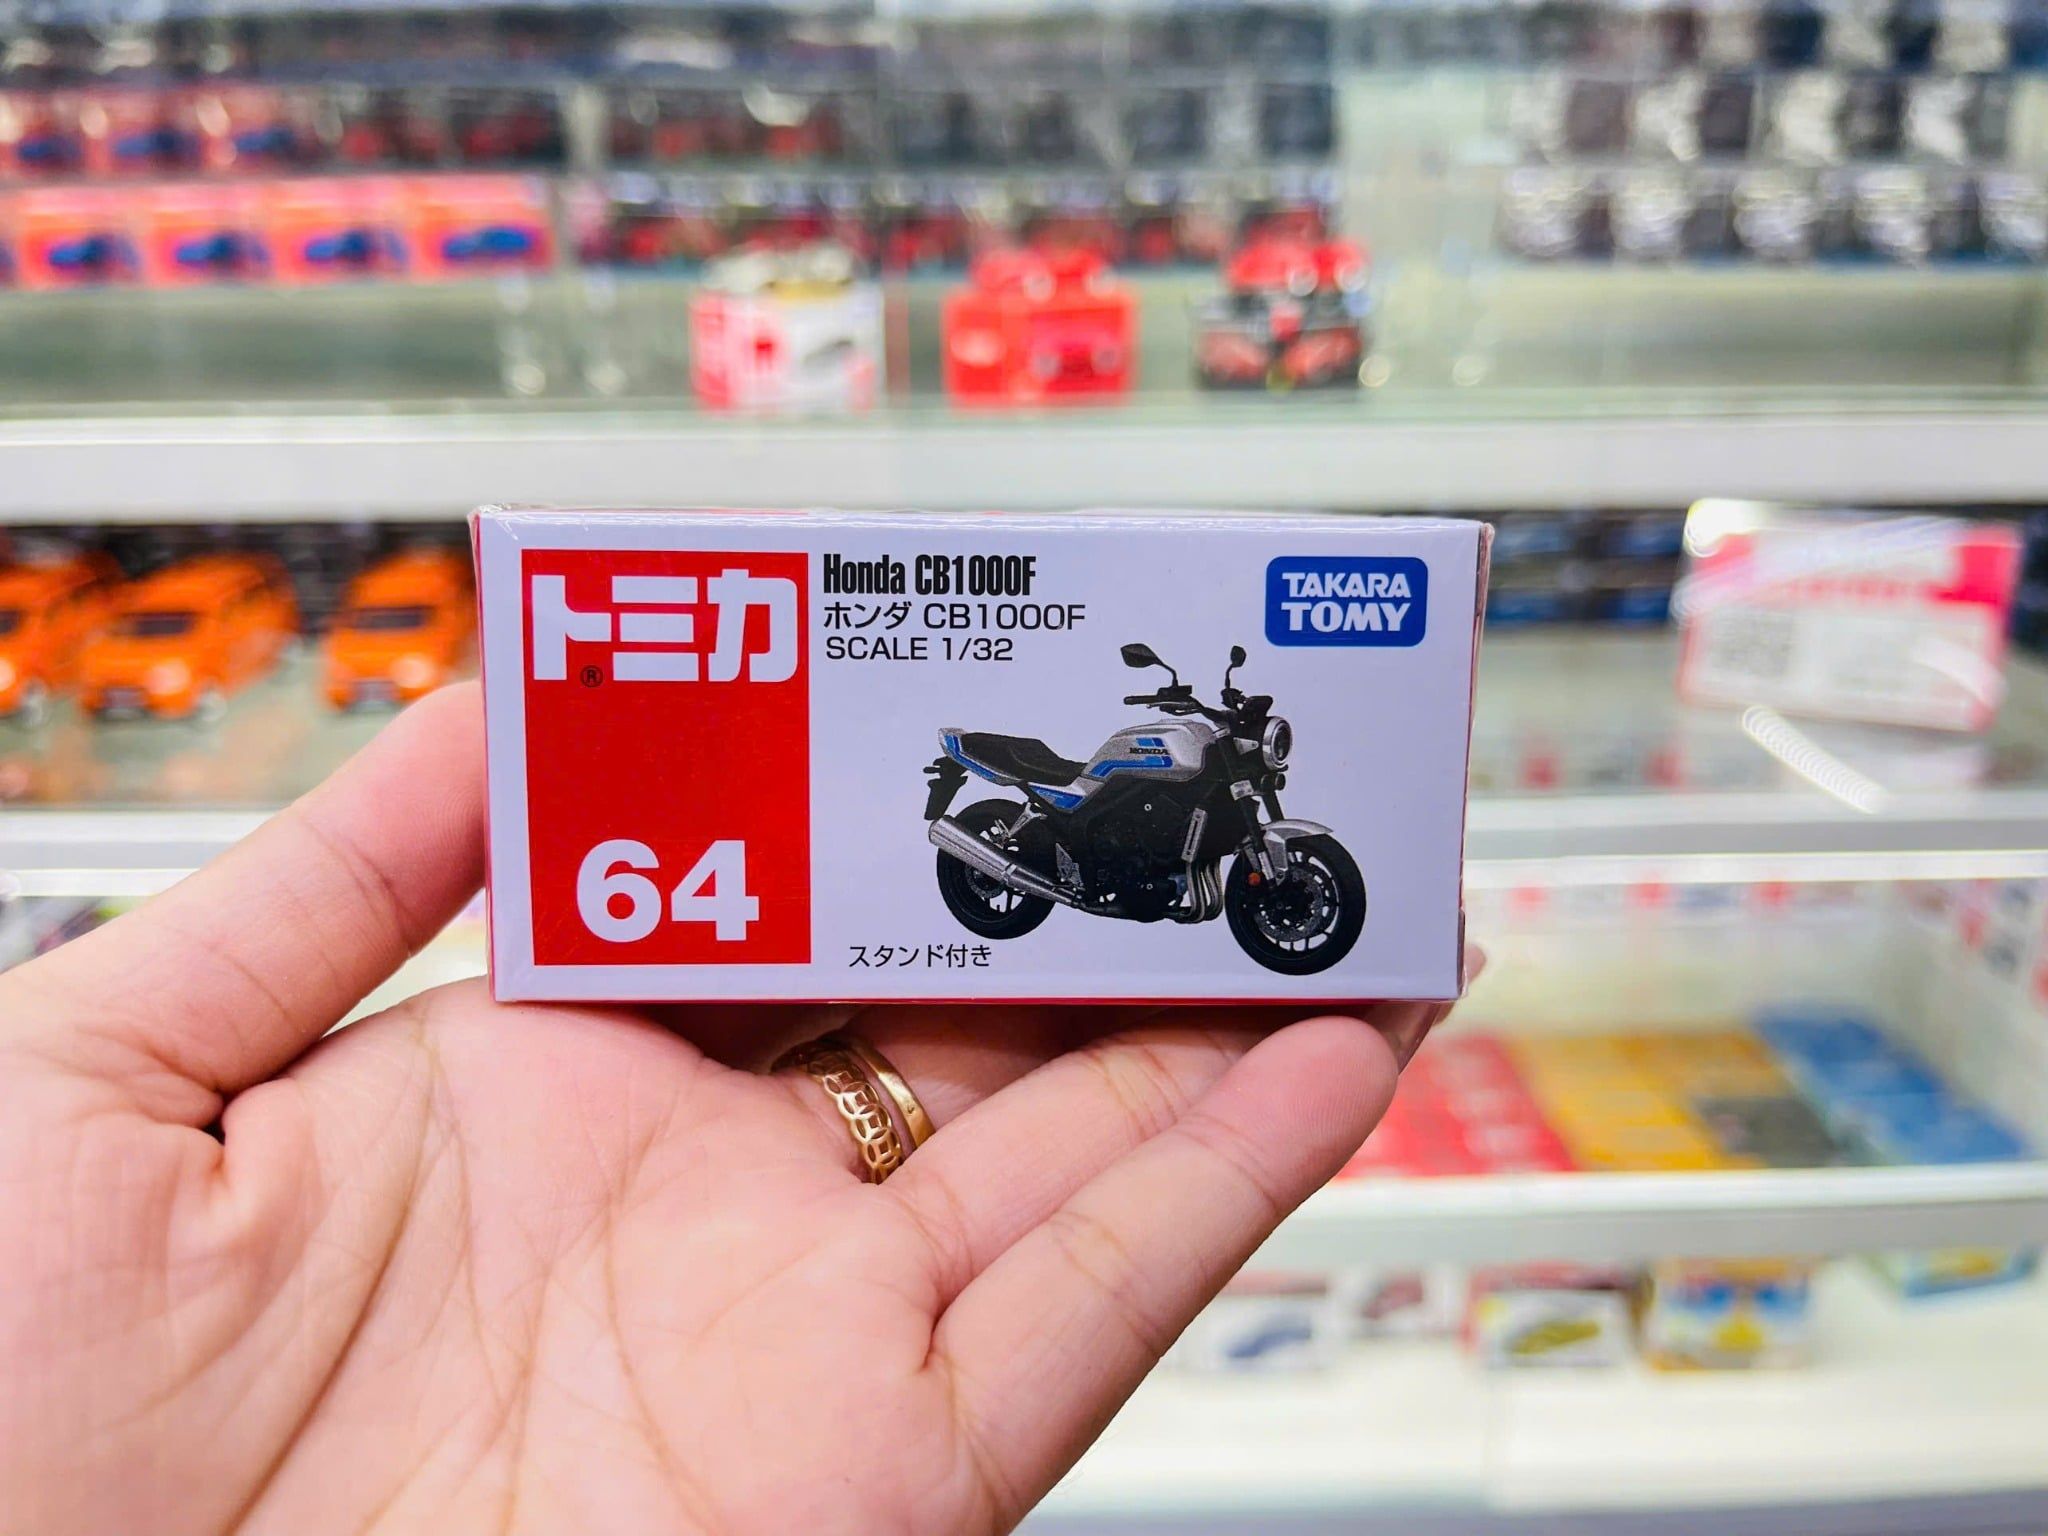 トミカ
®
64
Honda CB1000F
ホンダ CB1000F
SCALE 1/32
TAKARA
TOMY
HONDA
スタンド付き